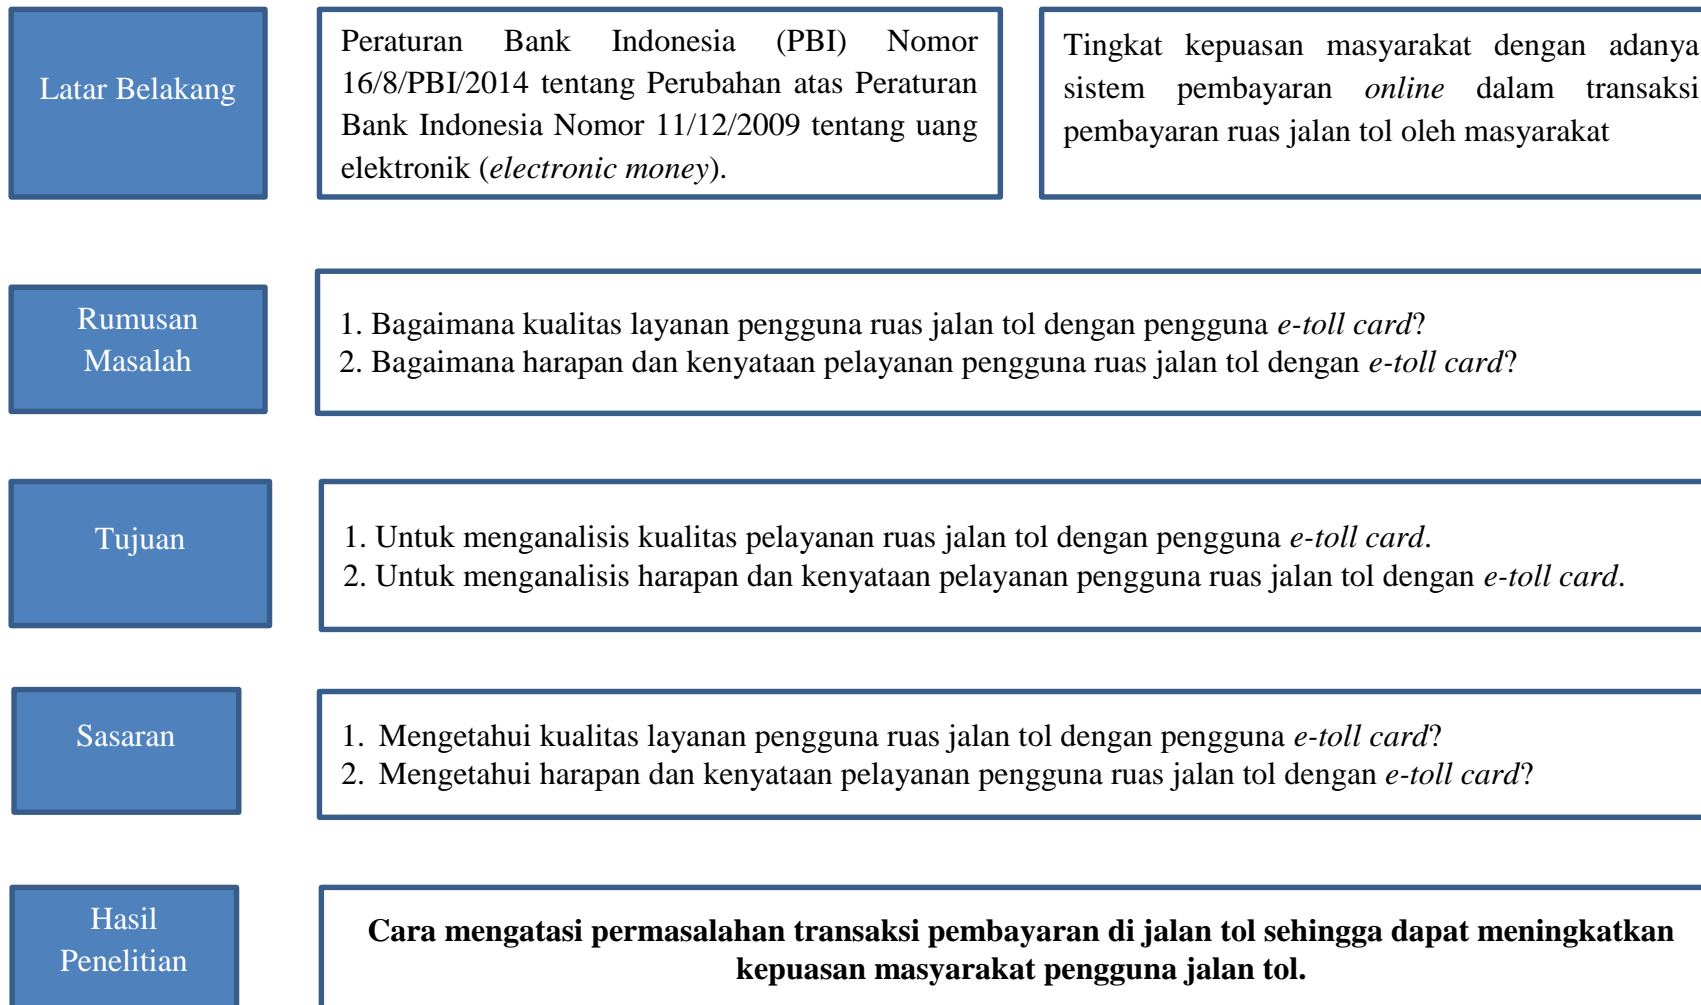 Latar Belakang
Peraturan Bank Indonesia (PBI) Nomor
16/8/PBI/2014 tentang Perubahan atas Peraturan
Bank Indonesia Nomor 11/12/2009 tentang uang
elektronik (electronic money).
Tingkat kepuasan masyarakat dengan adanya
sistem pembayaran online dalam transaksi
pembayaran ruas jalan tol oleh masyarakat
Rumusan
Masalah
1. Bagaimana kualitas layanan pengguna ruas jalan tol dengan pengguna e-toll card?
2. Bagaimana harapan dan kenyataan pelayanan pengguna ruas jalan tol dengan e-toll card?
Tujuan
1. Untuk menganalisis kualitas pelayanan ruas jalan tol dengan pengguna e-toll card.
2. Untuk menganalisis harapan dan kenyataan pelayanan pengguna ruas jalan tol dengan e-toll card.
Sasaran
1. Mengetahui kualitas layanan pengguna ruas jalan tol dengan pengguna e-toll card?
2. Mengetahui harapan dan kenyataan pelayanan pengguna ruas jalan tol dengan e-toll card?
Hasil
Penelitian
Cara mengatasi permasalahan transaksi pembayaran di jalan tol sehingga dapat meningkatkan
kepuasan masyarakat pengguna jalan tol.